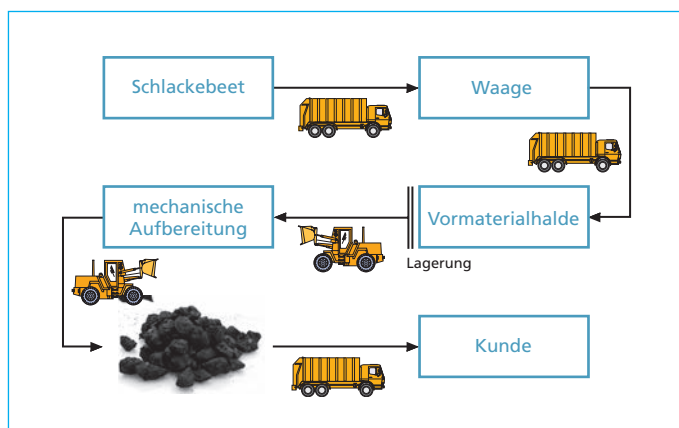 Schlackebeet
Waage
mechanische
Aufbereitung
Vormaterialhalde
Lagerung
Kunde